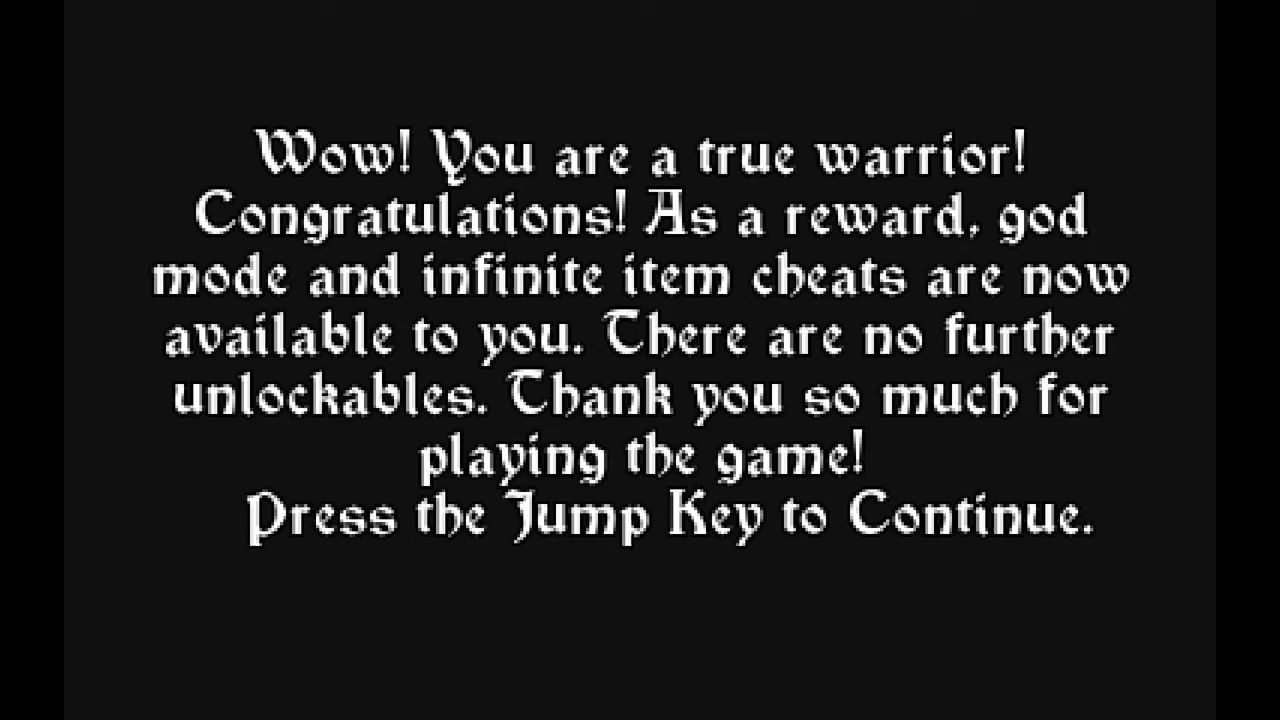 Wow! You are a true warrior!
Congratulations! As a reward, god
mode and infinite item cheats are now
available to you. There are no further
unlockables. Thank you so much for
playing the game!
Press the Jump Key to Continue.